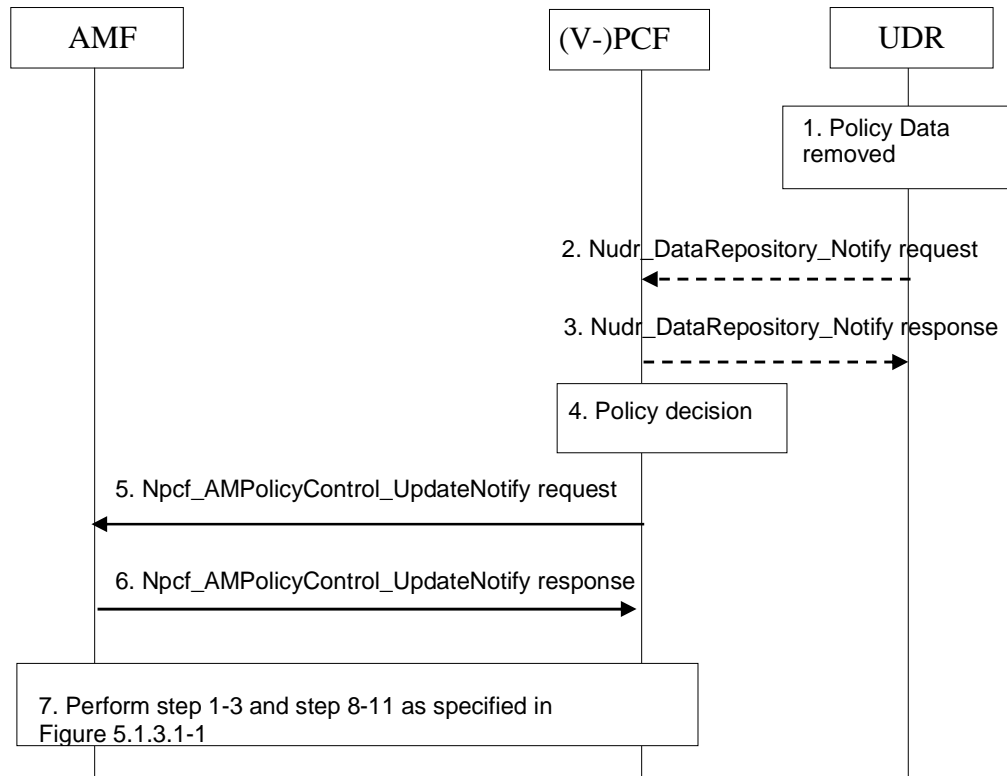 AMF
(V-)PCF
UDR
1. Policy Data
removed
2. Nudr_DataRepository_Notify request
3. Nudr_DataRepository_Notify response
4. Policy decision
5. Npcf_AMPolicyControl_UpdateNotify request
6. Npcf_AMPolicyControl_UpdateNotify response
7. Perform step 1-3 and step 8-11 as specified in
Figure 5.1.3.1-1